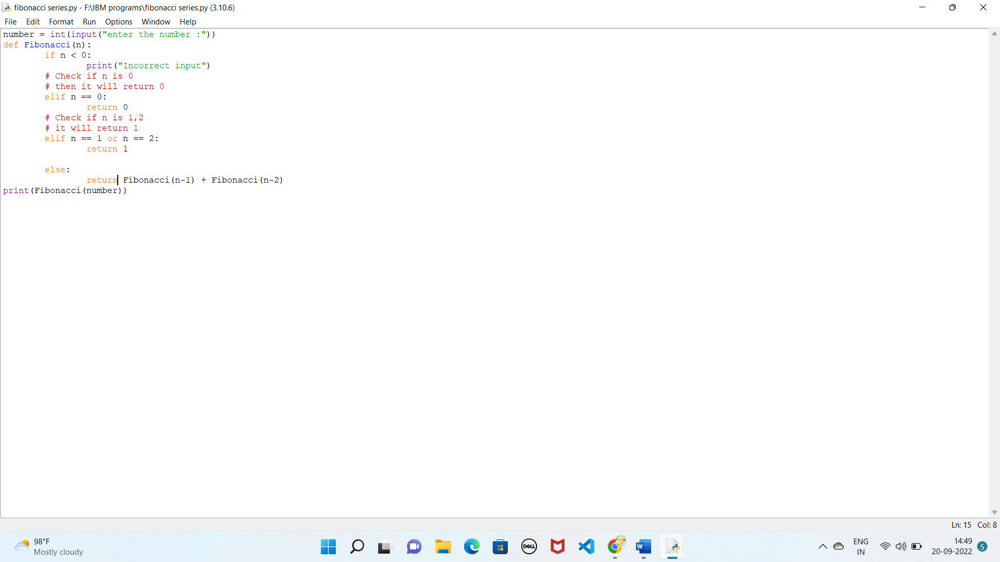 fibonacci series.py - F:\IBM programs\fibonacci series.py (3.10.6)
File Edit Format Run Options Window Help
number = int(input("enter the number :"))
def Fibonacci(n):
        if n < 0:
                print("Incorrect input")
        # Check if n is 0
        # then it will return 0
        elif n == 0:
                return 0
        # Check if n is 1,2
        # it will return 1
        elif n == 1 or n == 2:
                return 1
        else:
                return Fibonacci(n-1) + Fibonacci(n-2)
print(Fibonacci(number))
Ln: 15 Col: 8
98°F
Mostly cloudy
DELL
W
ENG
IN
14:49
20-09-2022
5